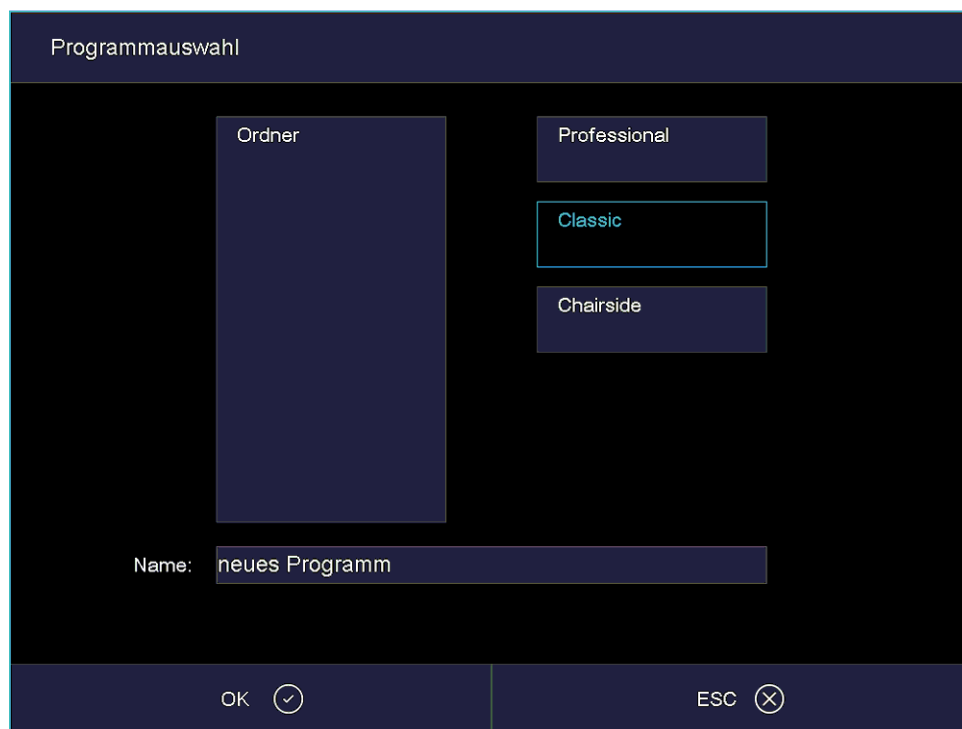 Programmauswahl
Ordner
Professional
Classic
Chairside
Name: neues Programm
OK
ESC